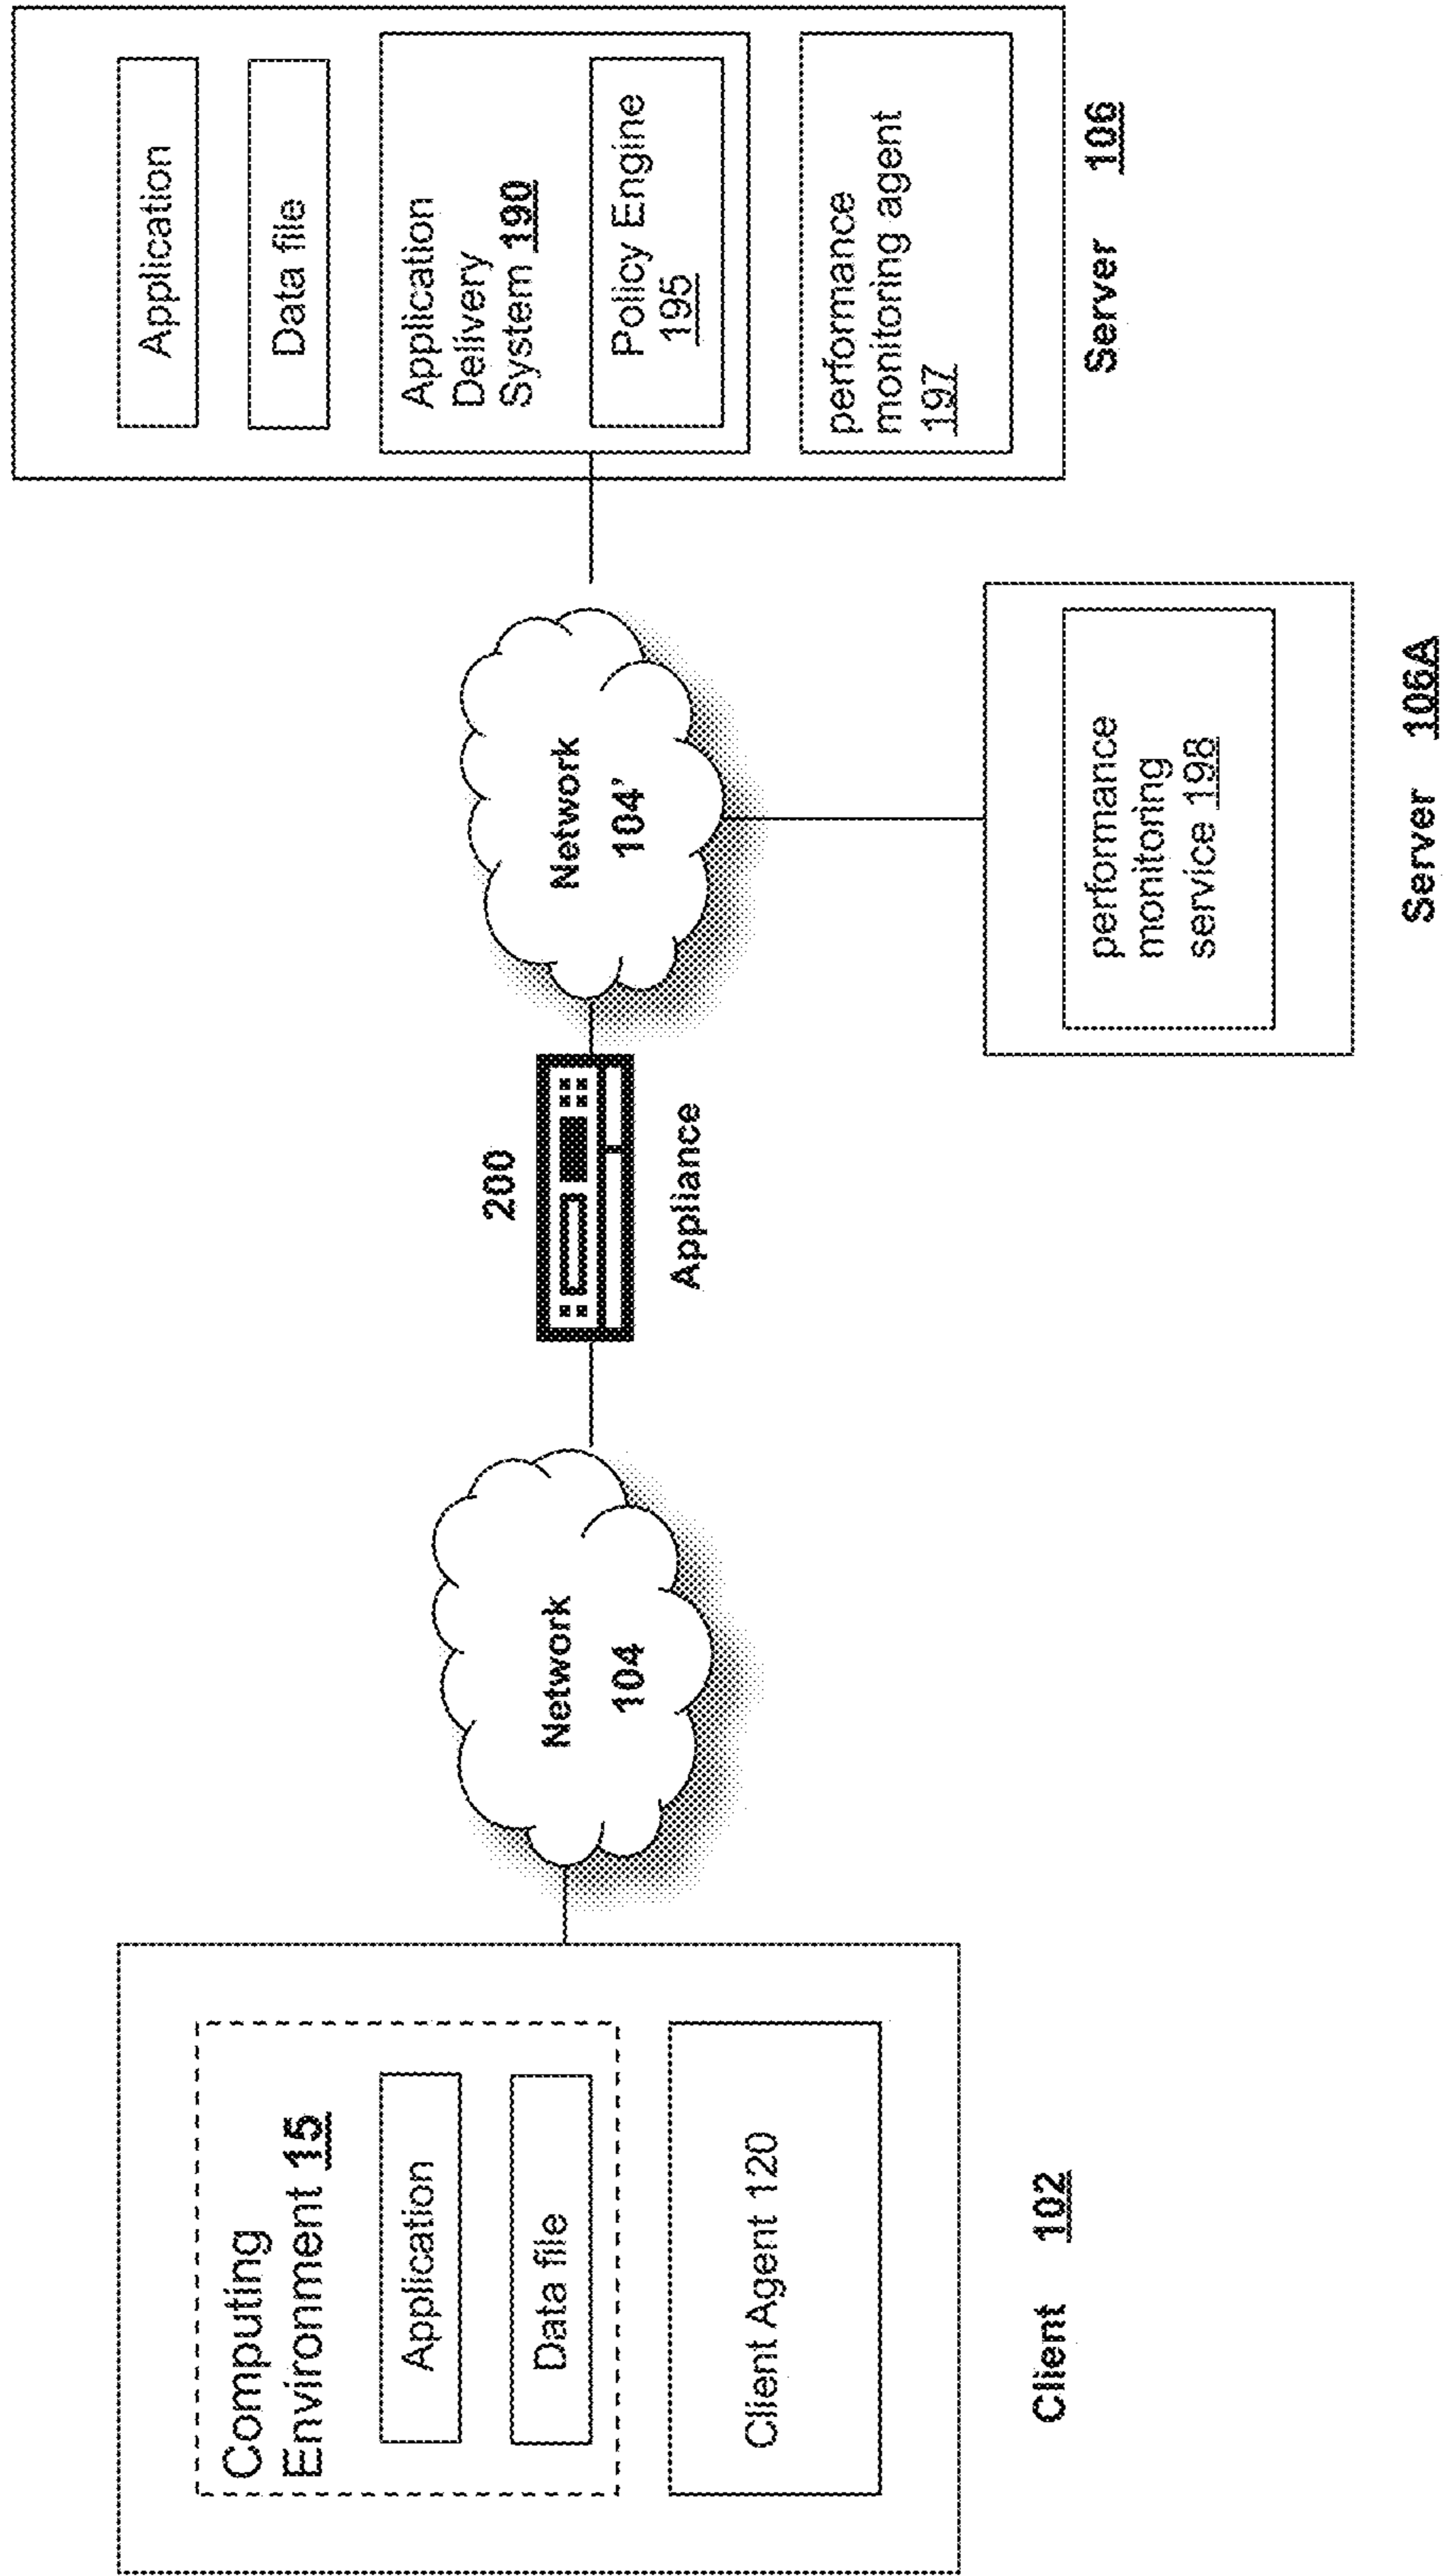 Computing
Environment 15
Application
Data file
Client Agent 120
Client 102
Network
104
200
Appliance
Network
104'
performance
monitoring
service 198
Server 106A
Application
Data file
Application
Delivery
System 190
Policy Engine
195
performance
monitoring agent
197
Server 106